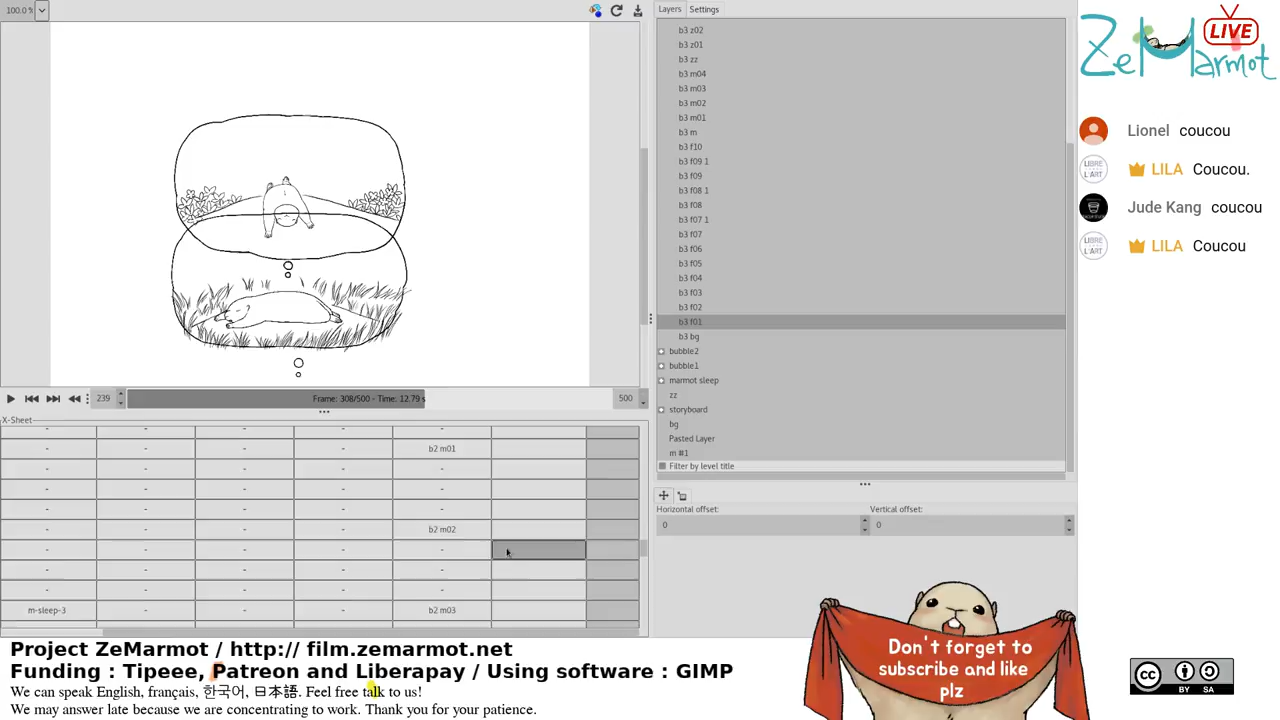 100.0 %
Layers Settings
b3 z02
b3 z01
b3 zz
b3 m04
b3 m03
b3 m02
b3 m01
b3 m
b3 f10
b3 f09 1
b3 f09
b3 f08 1
b3 f08
b3 f07 1
b3 f07
b3 f06
b3 f05
b3 f04
b3 f03
b3 f02
b3 f01
b3 bg
bubble2
bubble1
marmot sleep
zz
storyboard
bg
Pasted Layer
m #1
Filter by level title
Horizontal offset: Vertical offset:
0 0
239 Frame: 308/500 - Time: 12.79 s 500
X-Sheet
- - - - -
- - - - b2 m01
- - - - -
- - - - -
- - - - -
- - - - b2 m02
- - - - -
- - - - -
- - - - -
m-sleep-3 - - - b2 m03
ZeMarmot LIVE
Lionel coucou
LIBRE L'ART LILA Coucou.
Jude Kang coucou
LIBRE L'ART LILA Coucou
Project ZeMarmot / http:// film.zemarmot.net
Funding : Tipeee, Patreon and Liberapay / Using software : GIMP
We can speak English, français, 한국어, 日本語. Feel free talk to us!
We may answer late because we are concentrating to work. Thank you for your patience.
Don't forget to
subscribe and like
plz
cc BY SA